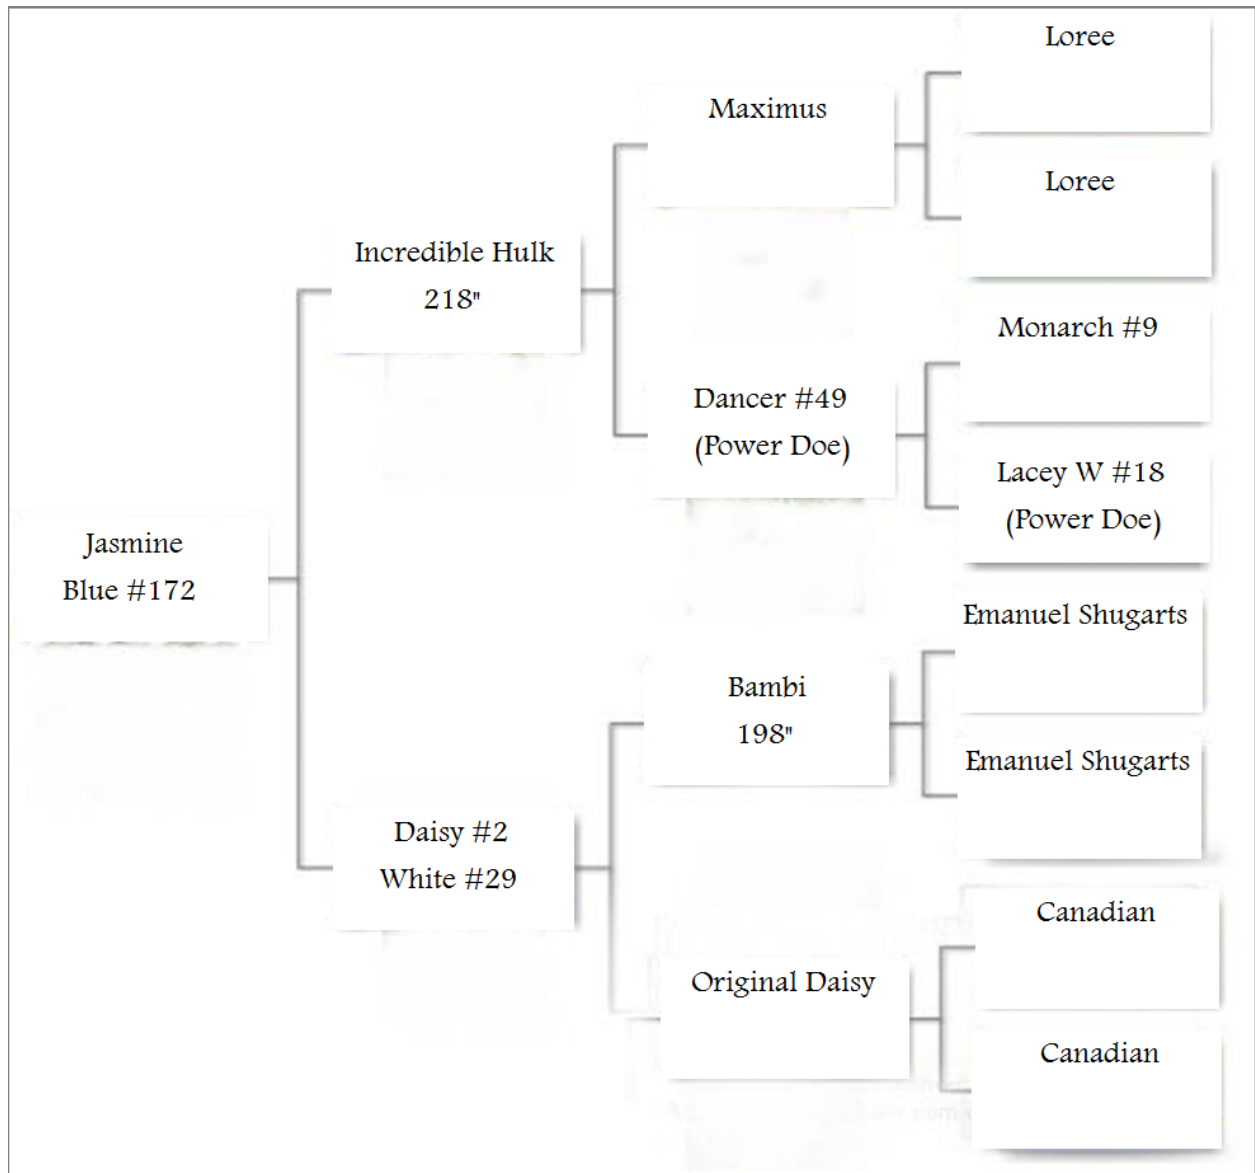 Loree
Maximus
Loree
Incredible Hulk
218"
Monarch #9
Dancer #49
(Power Doe)
Lacey W #18
(Power Doe)
Jasmine
Blue #172
Emanuel Shugarts
Bambi
198"
Emanuel Shugarts
Daisy #2
White #29
Canadian
Original Daisy
Canadian